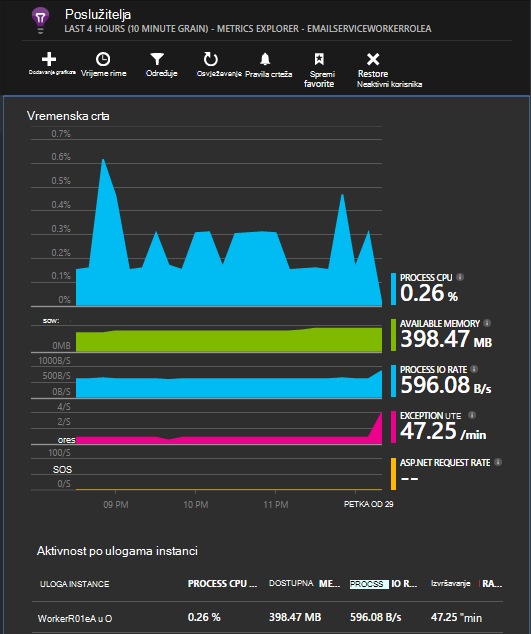 Poslužitelja
LAST 4 HOURS (10 MINUTE GRAIN) - METRICS EXPLORER - EMAILSERVICEWORKERROLEA
Dodavanje grafikona
Vrijeme rime
Određuje
Osvježavanje
Pravila crteža
Spremi favorite
Restore
Neaktivni korisnika
Vremenska crta
0.7%
0.6%
0.5%
0.4%
0.3%
0.2%
0.1%
0%
PROCESS CPU
0.26 %
sow:
0MB
AVAILABLE MEMORY
398.47 MB
1000B/S
500B/S
0B/S
PROCESS IO RATE
596.08 B/s
4/S
2/S
ores
EXCEPTION UTE
47.25 /min
100/S
SOS
0/S
ASP.NET REQUEST RATE
--
09 PM
10 PM
11 PM
PETKA OD 29
Aktivnost po ulogama instanci
ULOGA INSTANCE PROCESS CPU ... DOSTUPNA ME... PROCSS IO R... Izvršavanje RA...
WorkerR01eA u O 0.26 % 398.47 MB 596.08 B/s 47.25 "min